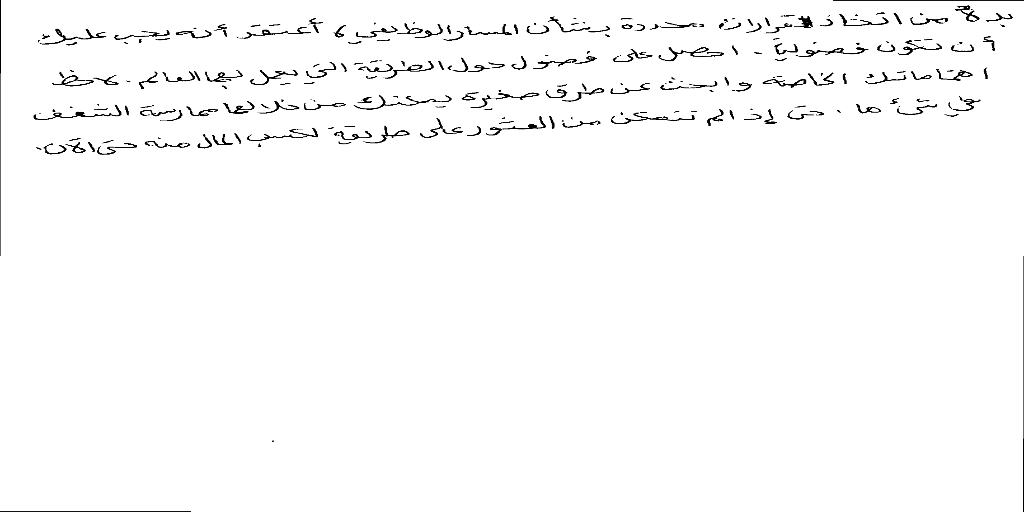 بدلاً من اتخاذ قرارات محددة بشأن المسار الوظيفي، أعتقد أنه يجب عليك
أن تكون فضولياً. احصل على فضول حول الطريقة التي يعمل بها العالم. لاحظ
اهتماماتك الخاصة وابحث عن طرق صغيرة يمكنك من خلالها ممارسة الشغف
في شيء ما. حتى إذا لم تتمكن من العثور على طريقة لكسب المال منه حتى الآن.